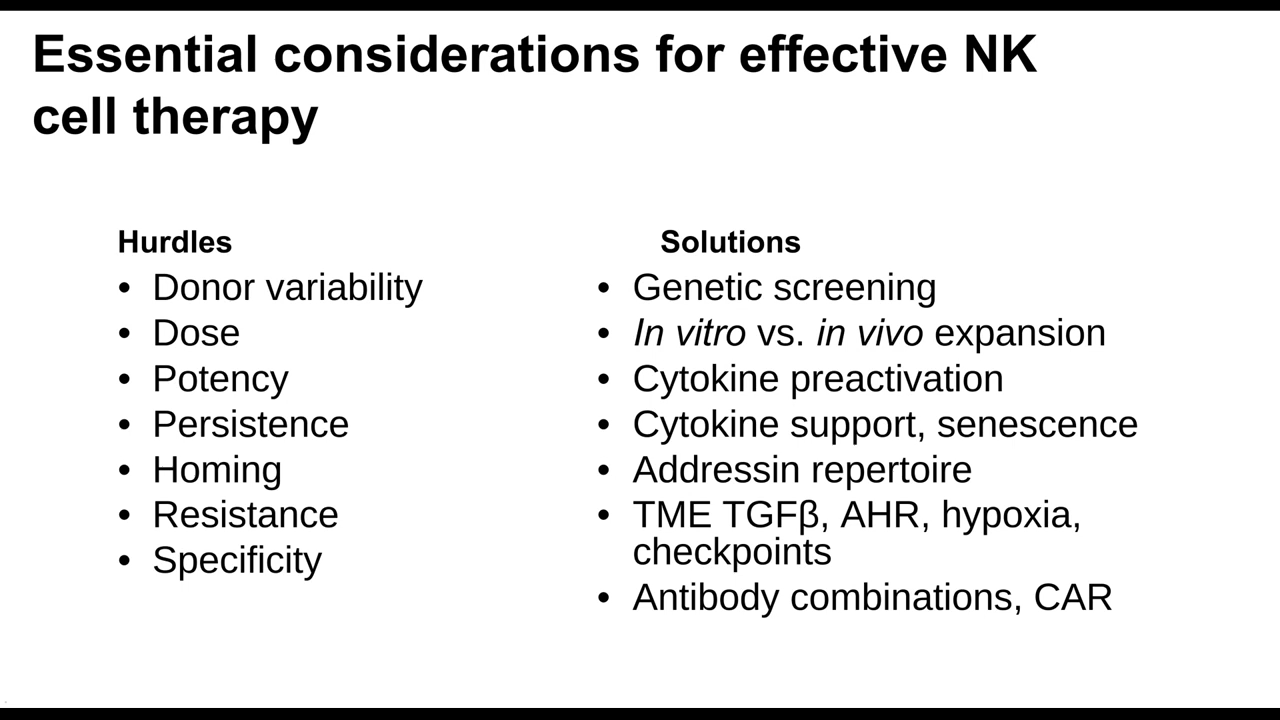 Essential considerations for effective NK
cell therapy
Hurdles
• Donor variability
• Dose
• Potency
• Persistence
• Homing
• Resistance
• Specificity
Solutions
• Genetic screening
• In vitro vs. in vivo expansion
• Cytokine preactivation
• Cytokine support, senescence
• Addressin repertoire
• TME TGFβ, AHR, hypoxia,
checkpoints
• Antibody combinations, CAR